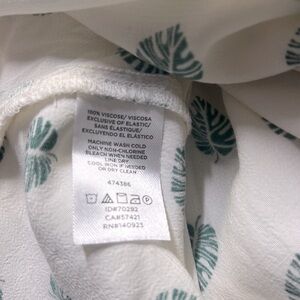 100% VISCOSE/ VISCOSA
EXCLUSIVE OF ELASTIC/
SANS ÉLASTIQUE/
EXCLUYENDO EL ELÁSTICO
MACHINE WASH COLD
ONLY NON-CHLORINE
BLEACH WHEN NEEDED
LINE DRY
COOL IRON IF NEEDED
OR DRY CLEAN
474386
ID#70292
CA#57421
RN#140923